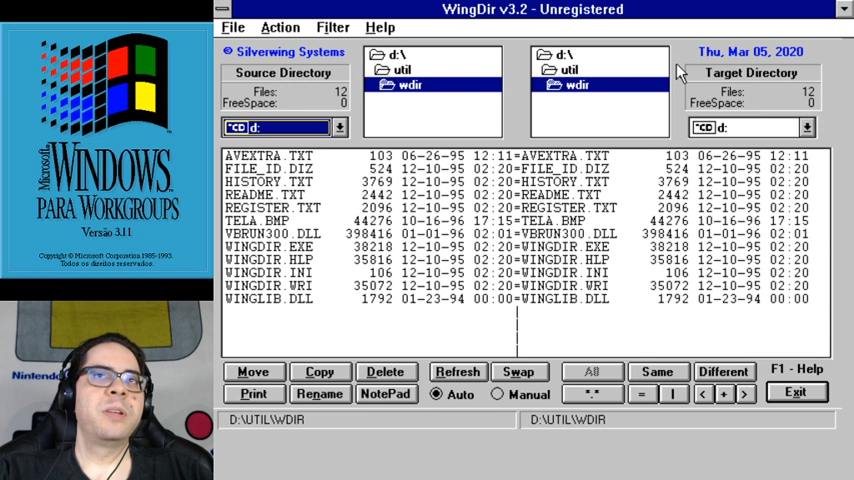 Microsoft
WINDOWS
PARA WORKGROUPS
Versão 3.11
Copyright © Microsoft Corporation 1985-1993.
Todos os direitos reservados.
Nintendo
WingDir v3.2 - Unregistered
File Action Filter Help
© Silverwing Systems
Source Directory
Files: 12
FreeSpace: 0
CD d:
d:\
util
wdir
d:\
util
wdir
Thu, Mar 05, 2020
Target Directory
Files: 12
FreeSpace: 0
CD d:
AVEXTRA.TXT 103 06-26-95 12:11=AVEXTRA.TXT 103 06-26-95 12:11
FILE_ID.DIZ 524 12-10-95 02:20=FILE_ID.DIZ 524 12-10-95 02:20
HISTORY.TXT 3769 12-10-95 02:20=HISTORY.TXT 3769 12-10-95 02:20
README.TXT 2442 12-10-95 02:20=README.TXT 2442 12-10-95 02:20
REGISTER.TXT 2096 12-10-95 02:20=REGISTER.TXT 2096 12-10-95 02:20
TELA.BMP 44276 10-16-96 17:15=TELA.BMP 44276 10-16-96 17:15
VBRUN300.DLL 398416 01-01-96 02:01=VBRUN300.DLL 398416 01-01-96 02:01
WINGDIR.EXE 38218 12-10-95 02:20=WINGDIR.EXE 38218 12-10-95 02:20
WINGDIR.HLP 35816 12-10-95 02:20=WINGDIR.HLP 35816 12-10-95 02:20
WINGDIR.INI 106 12-10-95 02:20=WINGDIR.INI 106 12-10-95 02:20
WINGDIR.WRI 35072 12-10-95 02:20=WINGDIR.WRI 35072 12-10-95 02:20
WINGLIB.DLL 1792 01-23-94 00:00=WINGLIB.DLL 1792 01-23-94 00:00
Move Copy Delete Refresh Swap All Same Different F1 - Help
Print Rename NotePad Auto Manual *.* = | < + > Exit
D:\UTIL\WDIR D:\UTIL\WDIR